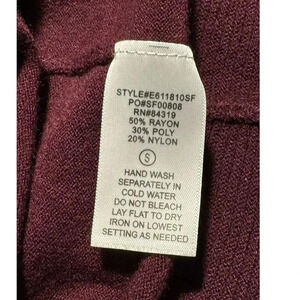 STYLE#E611810SF
PO#SF00808
RN#84319
50% RAYON
30% POLY
20% NYLON
S
HAND WASH
SEPARATELY IN
COLD WATER
DO NOT BLEACH
LAY FLAT TO DRY
IRON ON LOWEST
SETTING AS NEEDED